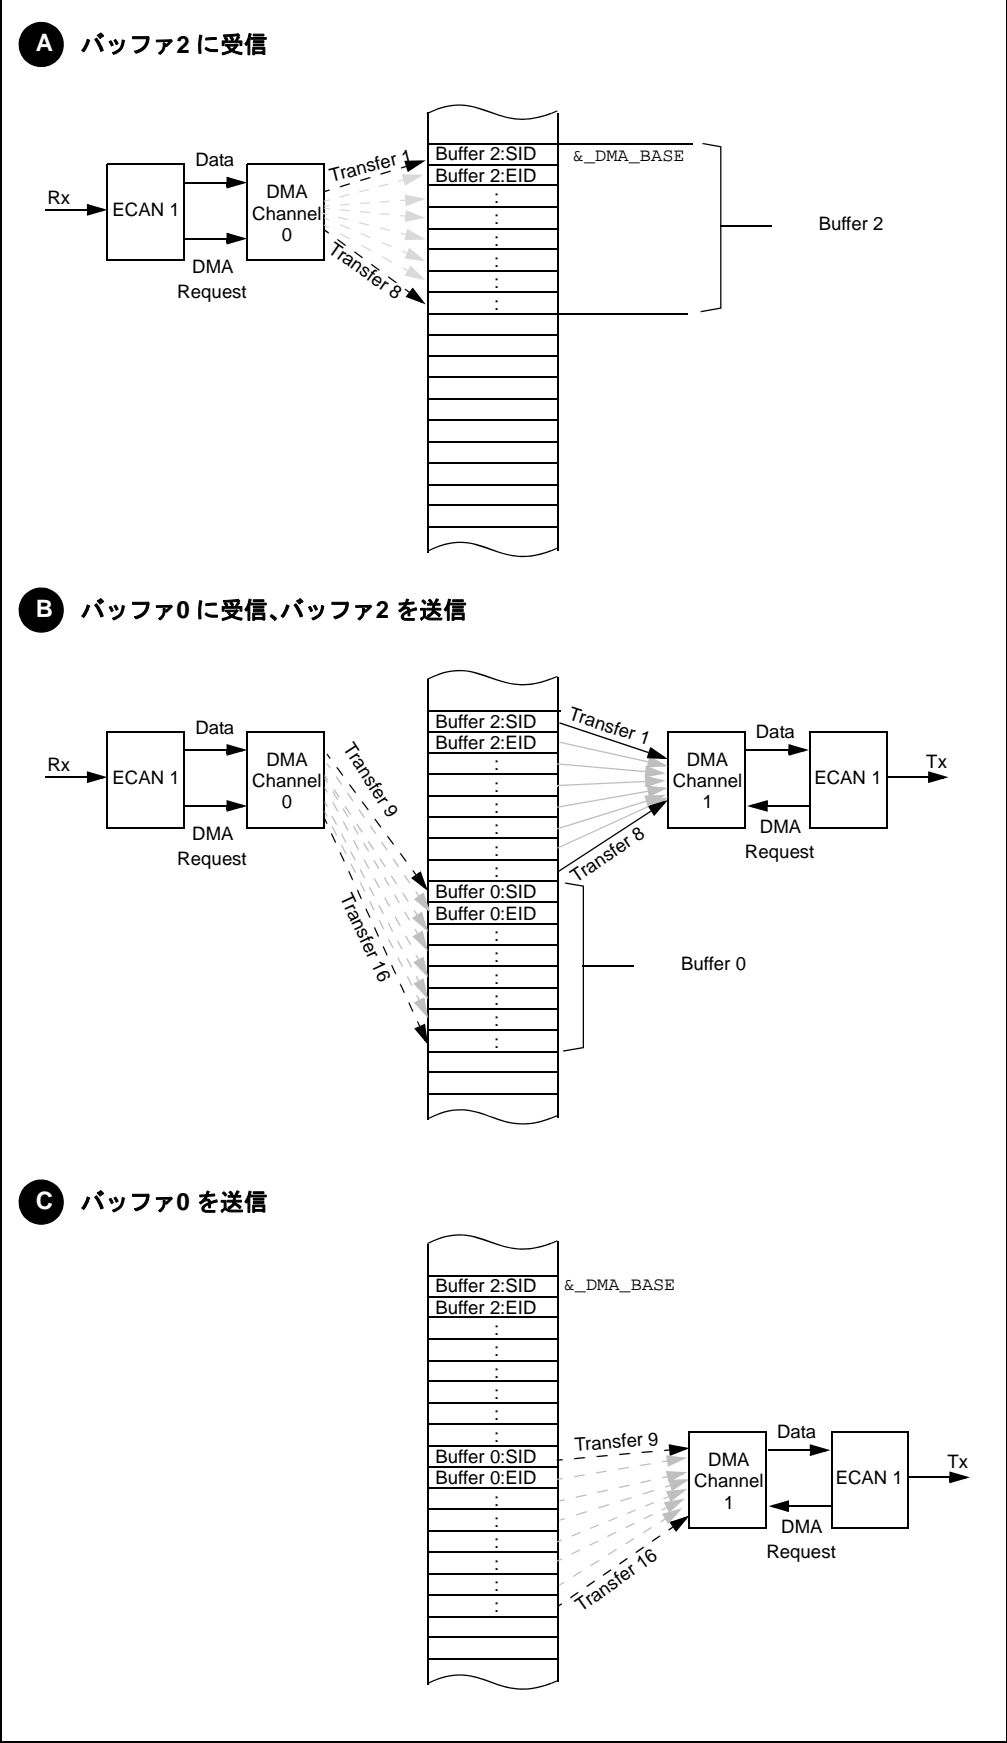 A バッファ2 に受信
Buffer 2:SID
&_DMA_BASE
Buffer 2:EID
:
:
:
:
:
:
Rx
ECAN 1
Data
DMA
Request
DMA
Channel
0
Transfer 1
Transfer 8
Buffer 2
B バッファ0 に受信、バッファ2 を送信
Rx
ECAN 1
Data
DMA
Request
DMA
Channel
0
Transfer 9
Transfer 16
Buffer 2:SID
Buffer 2:EID
:
:
:
:
:
:
Buffer 0:SID
Buffer 0:EID
:
:
:
:
:
:
Transfer 1
Transfer 8
DMA
Channel
1
Data
DMA
Request
ECAN 1
Tx
Buffer 0
C バッファ0 を送信
Buffer 2:SID
&_DMA_BASE
Buffer 2:EID
:
:
:
:
:
:
Buffer 0:SID
Buffer 0:EID
:
:
:
:
:
:
Transfer 9
Transfer 16
DMA
Channel
1
Data
DMA
Request
ECAN 1
Tx